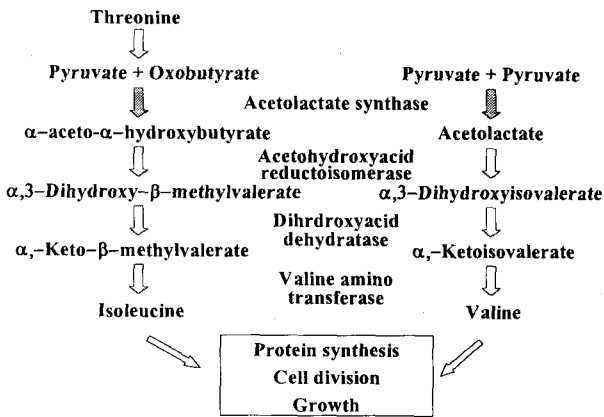 Threonine
Pyruvate + Oxobutyrate
Pyruvate + Pyruvate
Acetolactate synthase
α–aceto-α–hydroxybutyrate
Acetolactate
Acetohydroxyacid
reductoisomerase
α,3–Dihydroxy–β–methylvalerate
α,3–Dihydroxyisovalerate
Dihrdroxyacid
dehydratase
α,–Keto–β–methylvalerate
α,–Ketoisovalerate
Valine amino
transferase
Isoleucine
Valine
Protein synthesis
Cell division
Growth